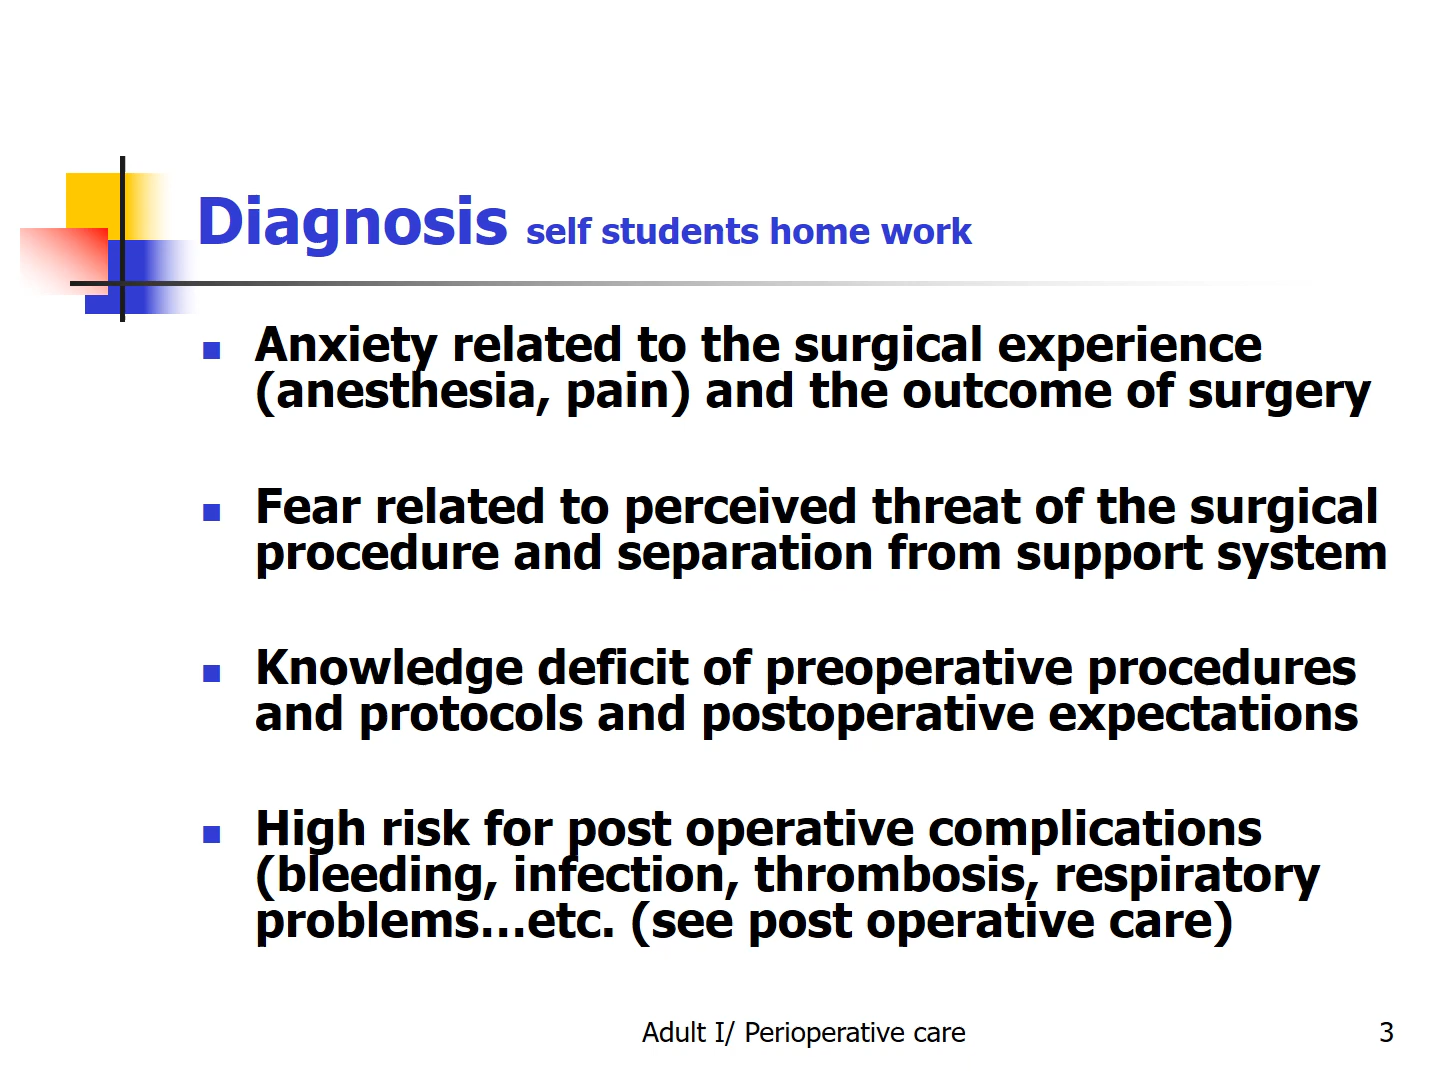 Diagnosis self students home work
■ Anxiety related to the surgical experience
(anesthesia, pain) and the outcome of surgery
■ Fear related to perceived threat of the surgical
procedure and separation from support system
■ Knowledge deficit of preoperative procedures
and protocols and postoperative expectations
■ High risk for post operative complications
(bleeding, infection, thrombosis, respiratory
problems…etc. (see post operative care)
Adult I/ Perioperative care
3